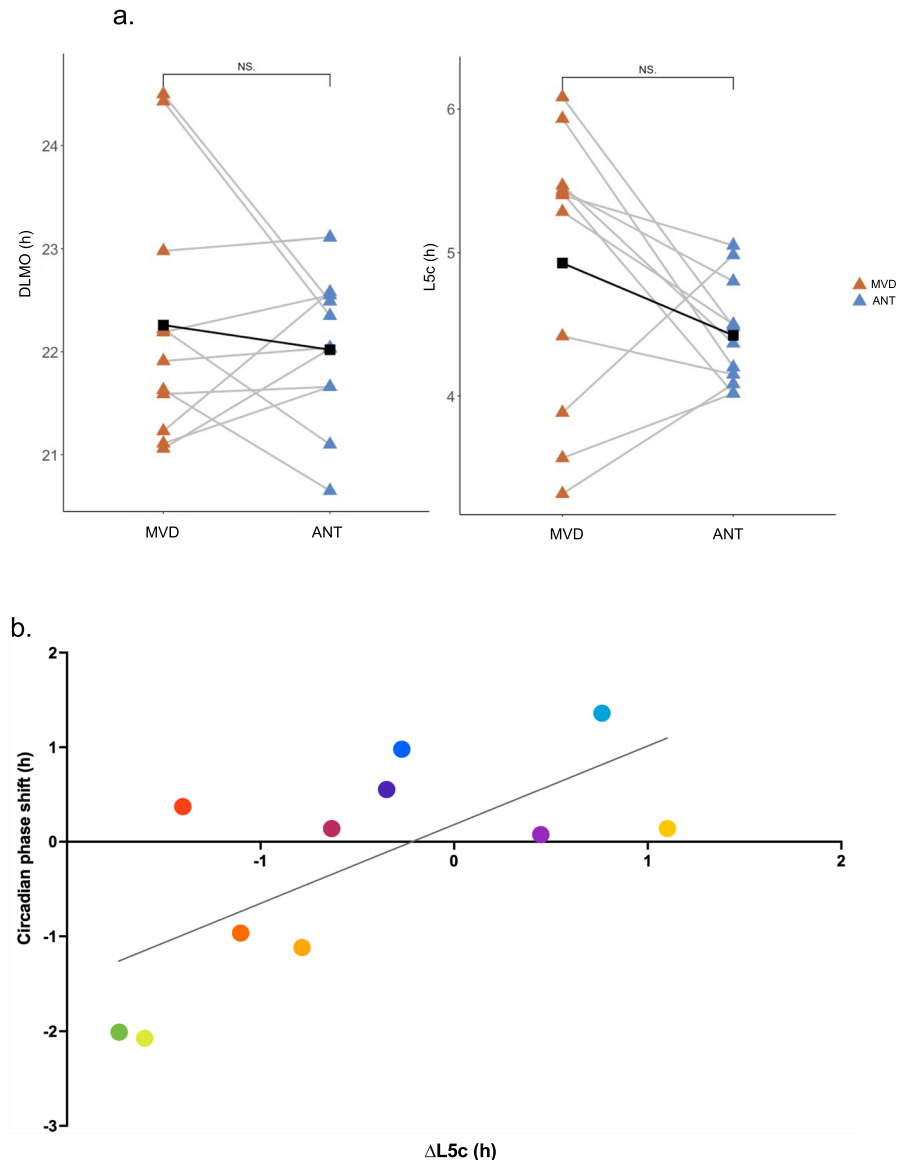 a.
NS.
24
23
22
21
DLMO (h)
MVD
ANT
NS.
6
5
4
L5c (h)
MVD
ANT
MVD
ANT
b.
2
1
0
-1
-2
-3
Circadian phase shift (h)
-1
0
1
2
ΔL5c (h)